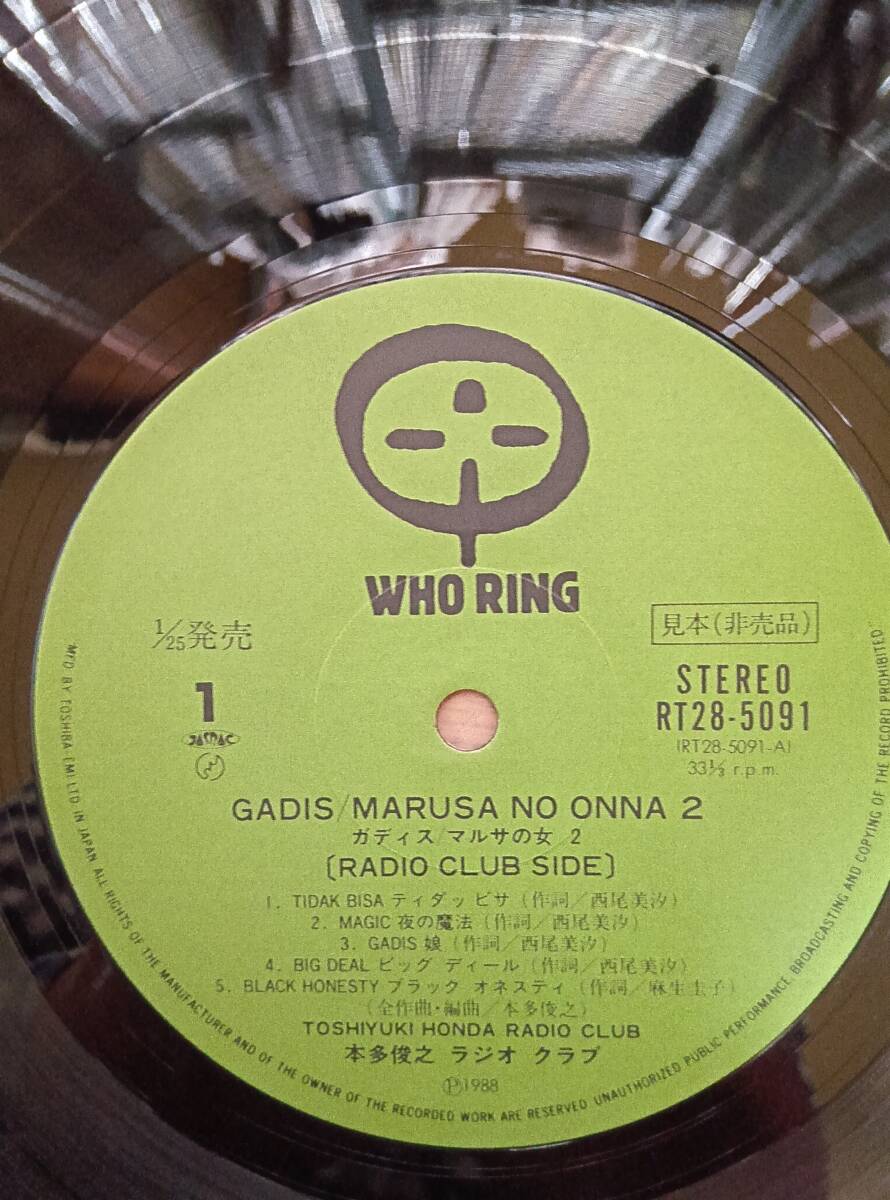 WHO RING
1/25発売
見本(非売品)
1
JASRAC
STEREO
RT28-5091
(RT28-5091-A)
33⅓ r.p.m.
GADIS/MARUSA NO ONNA 2
ガディス/マルサの女 2
〔RADIO CLUB SIDE〕
1. TIDAK BISA ティダッ ビサ (作詞/西尾美汐)
2. MAGIC 夜の魔法 (作詞/西尾美汐)
3. GADIS 娘 (作詞/西尾美汐)
4. BIG DEAL ビッグ ディール (作詞/西尾美汐)
5. BLACK HONESTY ブラック オネスティ (作詞/麻生圭子)
(全作曲・編曲/本多俊之)
TOSHIYUKI HONDA RADIO CLUB
本多俊之 ラジオ クラブ
Ⓟ1988
"MFD. BY TOSHIBA-EMI LTD. IN JAPAN. ALL RIGHTS OF THE MANUFACTURER AND OF THE OWNER OF THE RECORDED WORK ARE RESERVED. UNAUTHORIZED PUBLIC PERFORMANCE, BROADCASTING AND COPYING OF THE RECORD PROHIBITED"